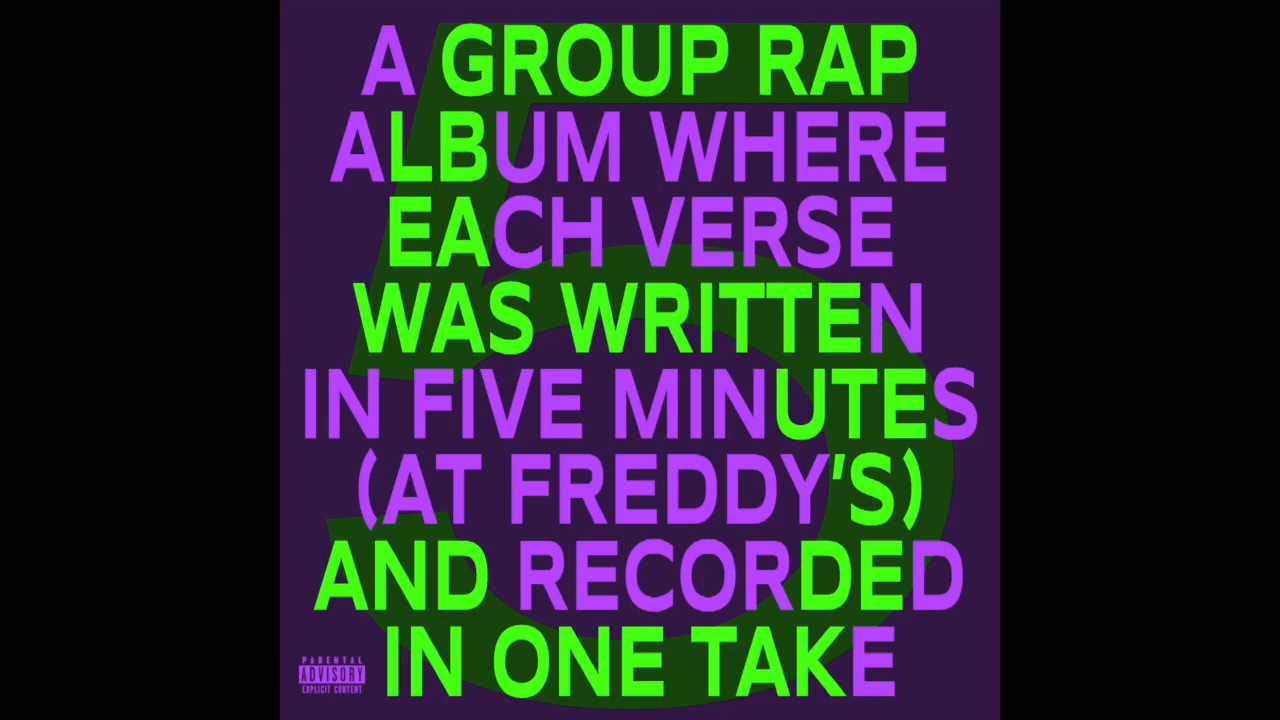 A GROUP RAP
ALBUM WHERE
EACH VERSE
WAS WRITTEN
IN FIVE MINUTES
(AT FREDDY'S)
AND RECORDED
IN ONE TAKE
PARENTAL
ADVISORY
EXPLICIT CONTENT
5